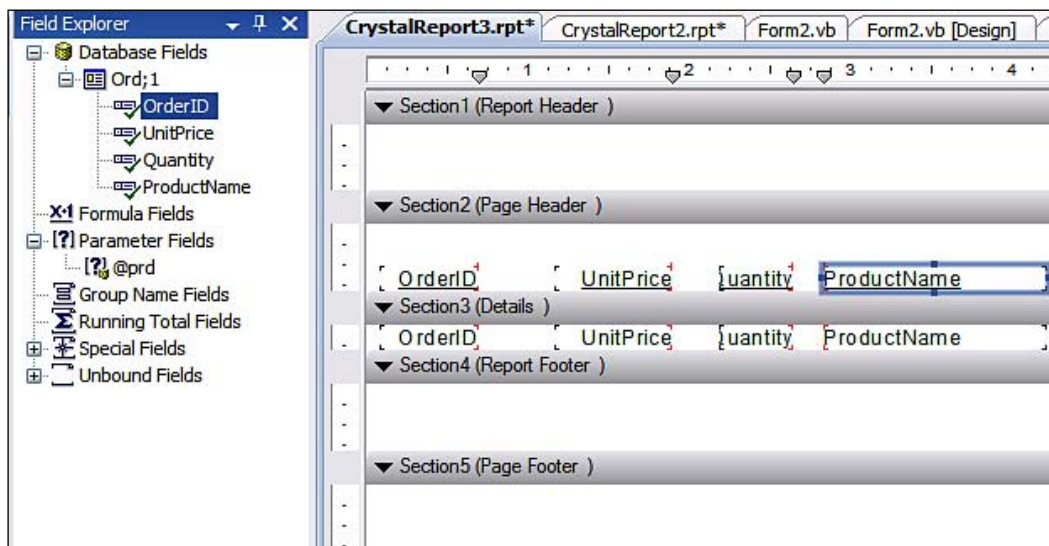 Field Explorer
Database Fields
Ord;1
OrderID
UnitPrice
Quantity
ProductName
Formula Fields
Parameter Fields
@prd
Group Name Fields
Running Total Fields
Special Fields
Unbound Fields
CrystalReport3.rpt* CrystalReport2.rpt* Form2.vb Form2.vb [Design]
1 2 3 4
Section1 (Report Header )
Section2 (Page Header )
OrderID UnitPrice uantity ProductName
Section3 (Details )
OrderID UnitPrice uantity ProductName
Section4 (Report Footer )
Section5 (Page Footer )